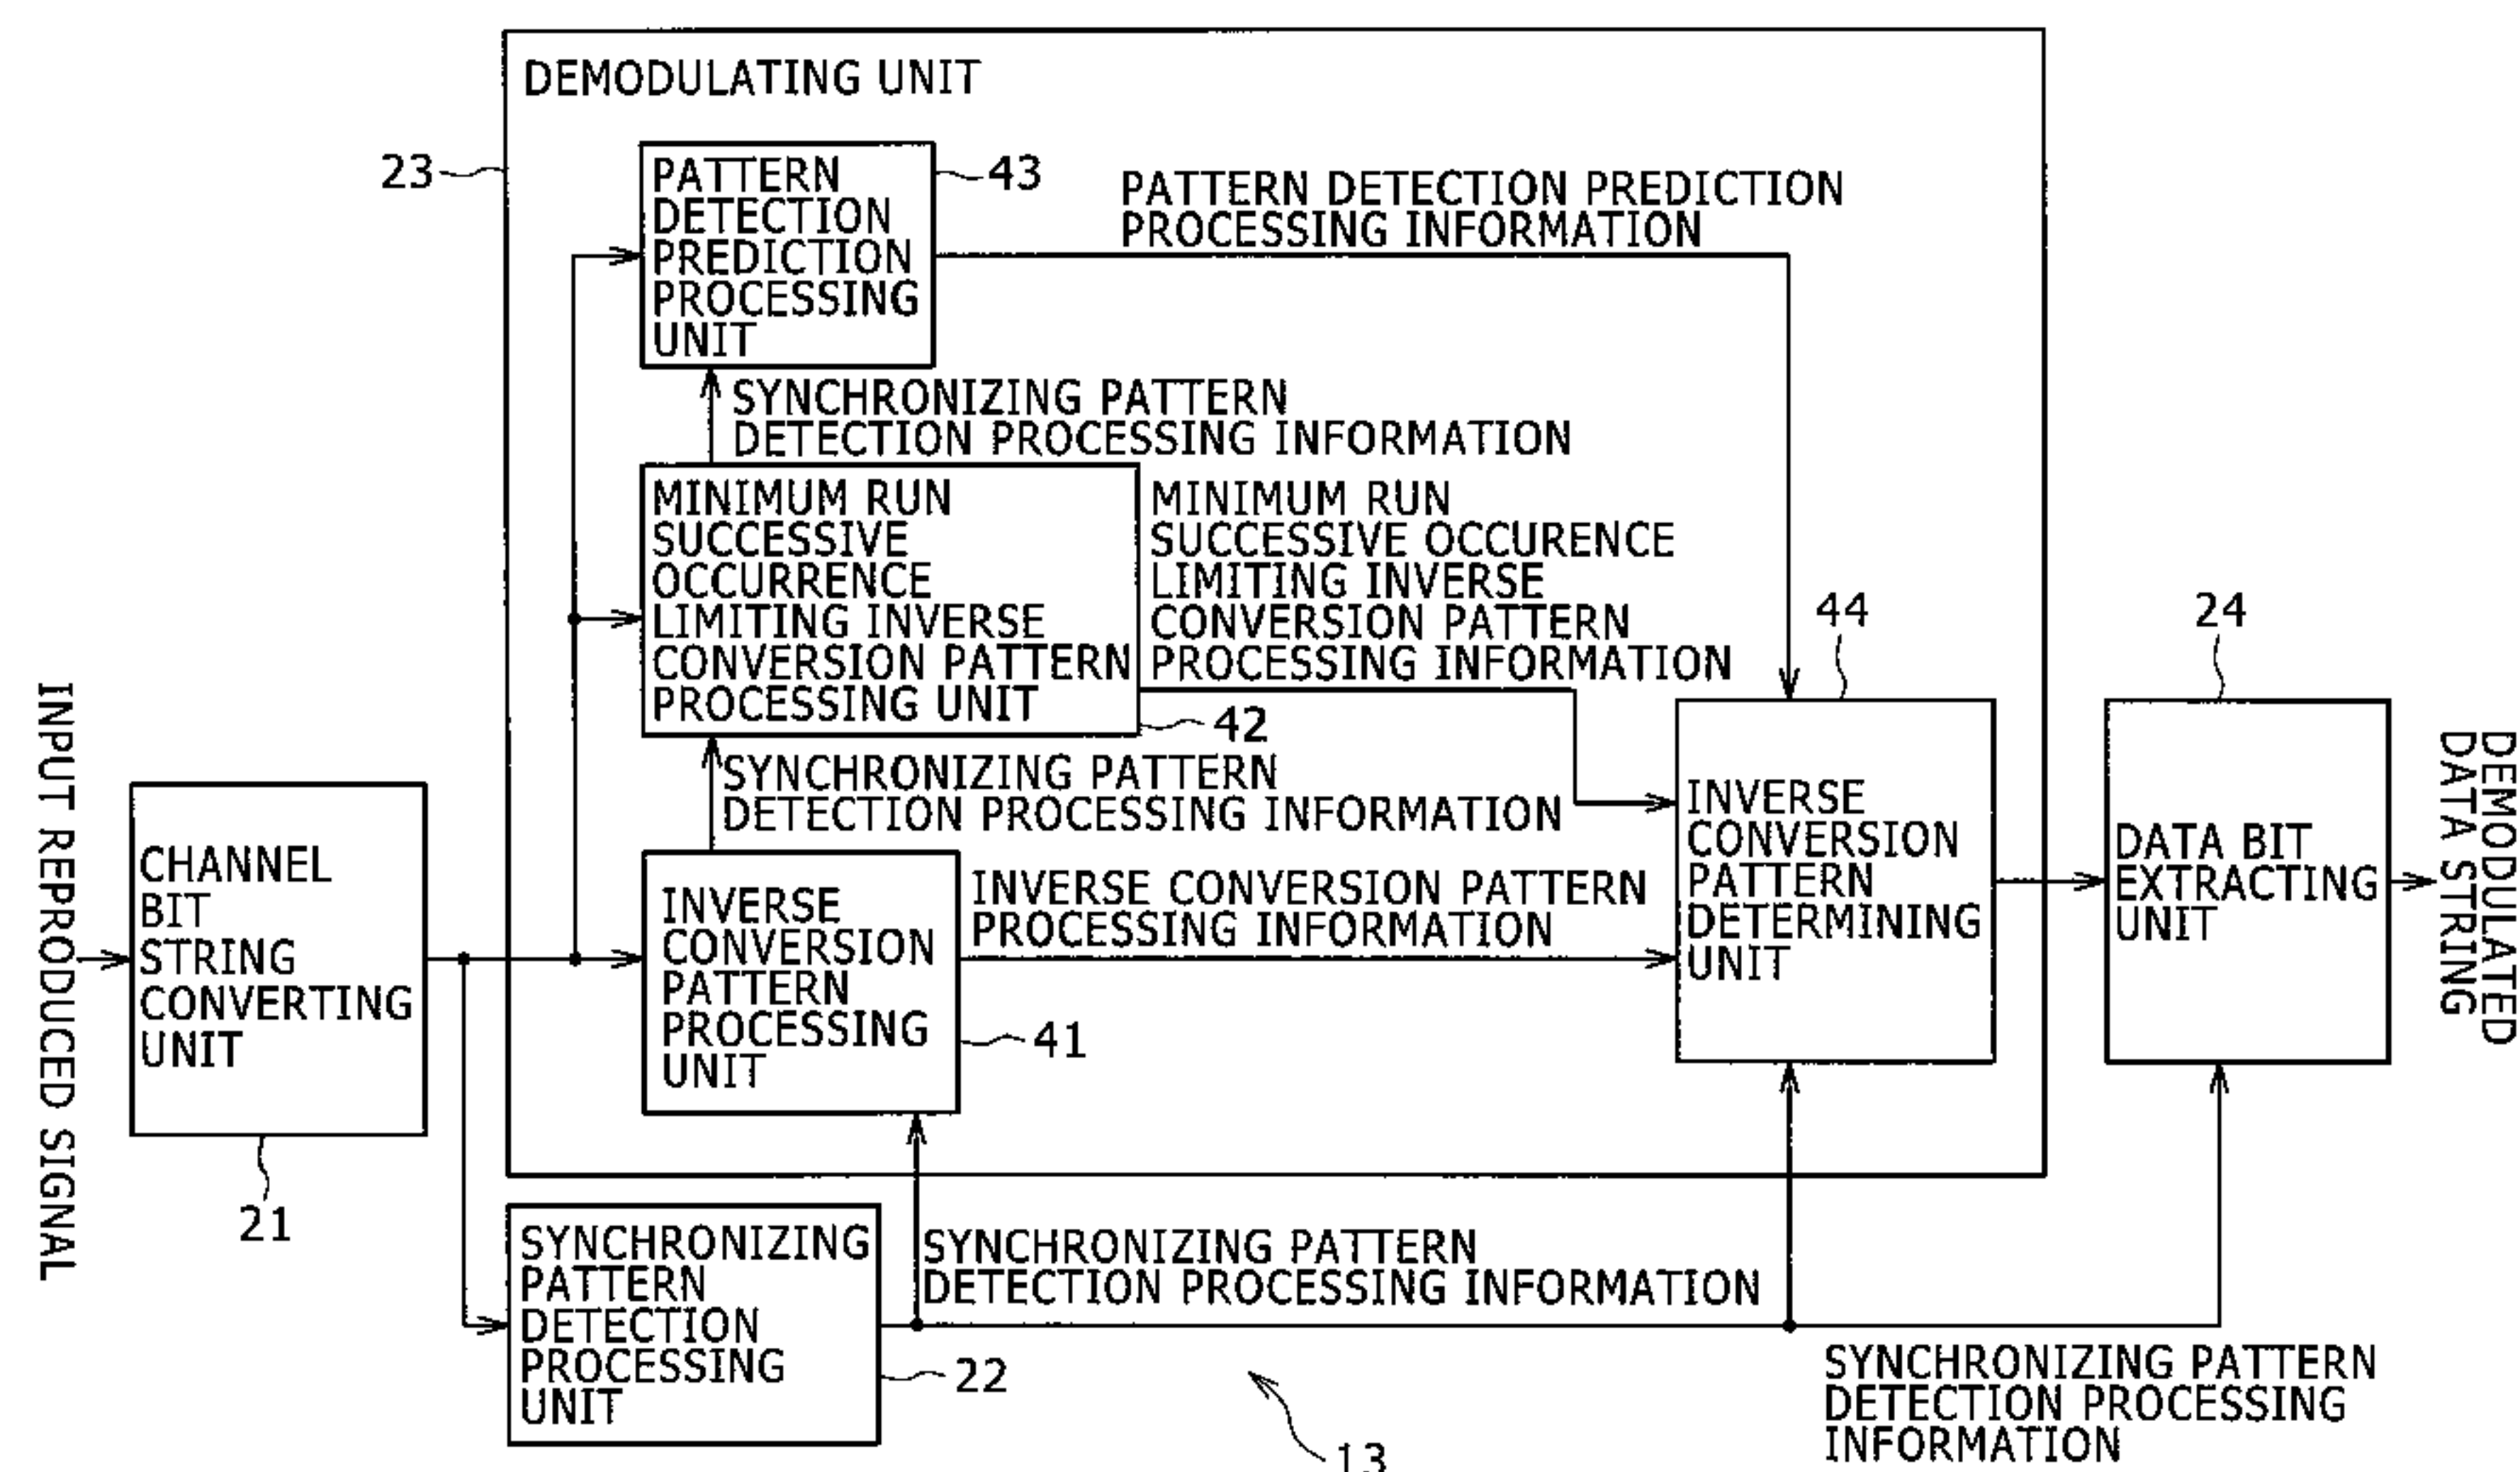 DEMODULATING UNIT
23
PATTERN
DETECTION
PREDICTION
PROCESSING
UNIT
43
PATTERN DETECTION PREDICTION
PROCESSING INFORMATION
SYNCHRONIZING PATTERN
DETECTION PROCESSING INFORMATION
MINIMUM RUN
SUCCESSIVE
OCCURRENCE
LIMITING INVERSE
CONVERSION PATTERN
PROCESSING UNIT
42
MINIMUM RUN
SUCCESSIVE OCCURENCE
LIMITING INVERSE
CONVERSION PATTERN
PROCESSING INFORMATION
SYNCHRONIZING PATTERN
DETECTION PROCESSING INFORMATION
INPUT REPRODUCED SIGNAL
CHANNEL
BIT
STRING
CONVERTING
UNIT
21
INVERSE
CONVERSION
PATTERN
PROCESSING
UNIT
41
INVERSE CONVERSION PATTERN
PROCESSING INFORMATION
44
INVERSE
CONVERSION
PATTERN
DETERMINING
UNIT
24
DATA BIT
EXTRACTING
UNIT
DEMODULATED
DATA STRING
SYNCHRONIZING
PATTERN
DETECTION
PROCESSING
UNIT
22
SYNCHRONIZING PATTERN
DETECTION PROCESSING INFORMATION
SYNCHRONIZING PATTERN
DETECTION PROCESSING
INFORMATION
13